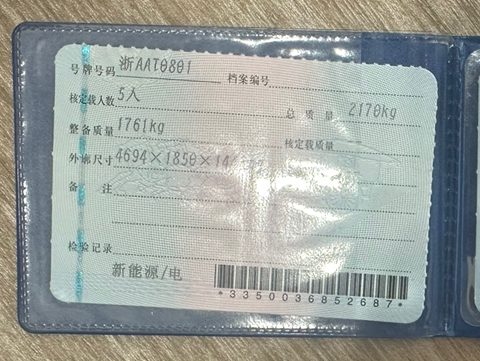 号牌号码 浙AAT0801 档案编号
核定载人数 5人 总质量 2170kg
整备质量 1761kg 核定载质量
外廓尺寸 4694×1850×14
备注
检验记录
新能源/电
*3350036852687*